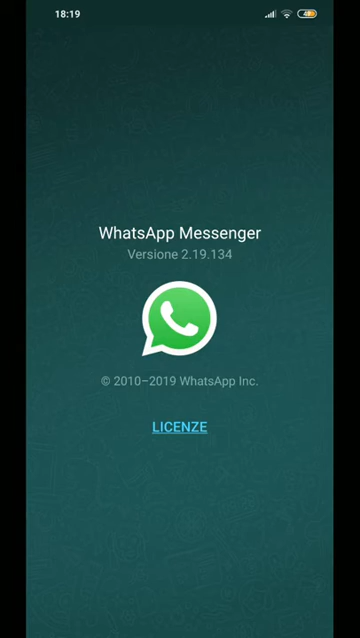 18:19
WhatsApp Messenger
Versione 2.19.134
© 2010–2019 WhatsApp Inc.
LICENZE